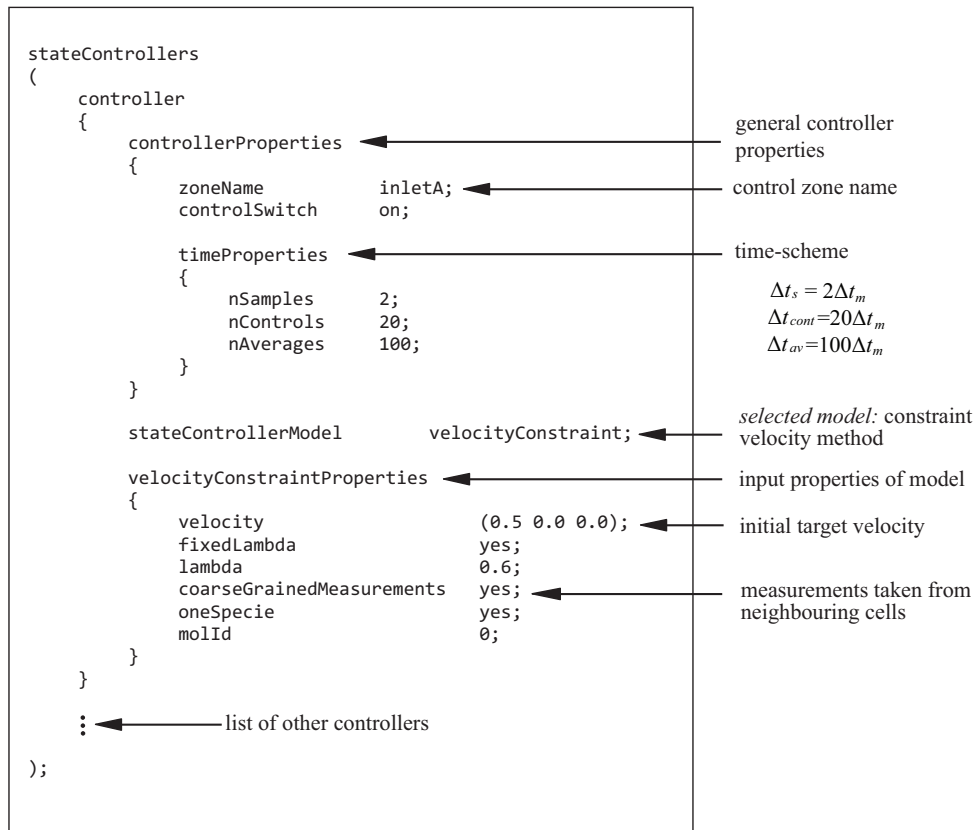 stateControllers
(
controller
{
controllerProperties
general controller
properties
{
zoneName inletA;
control zone name
controlSwitch on;
timeProperties
time-scheme
{
nSamples 2;
nControls 20;
nAverages 100;
}
Δts = 2Δtm
Δtcont=20Δtm
Δtav=100Δtm
}
stateControllerModel velocityConstraint;
selected model: constraint
velocity method
velocityConstraintProperties
input properties of model
{
velocity (0.5 0.0 0.0);
initial target velocity
fixedLambda yes;
lambda 0.6;
coarseGrainedMeasurements yes;
measurements taken from
neighbouring cells
oneSpecie yes;
molId 0;
}
}
⋮
list of other controllers
);